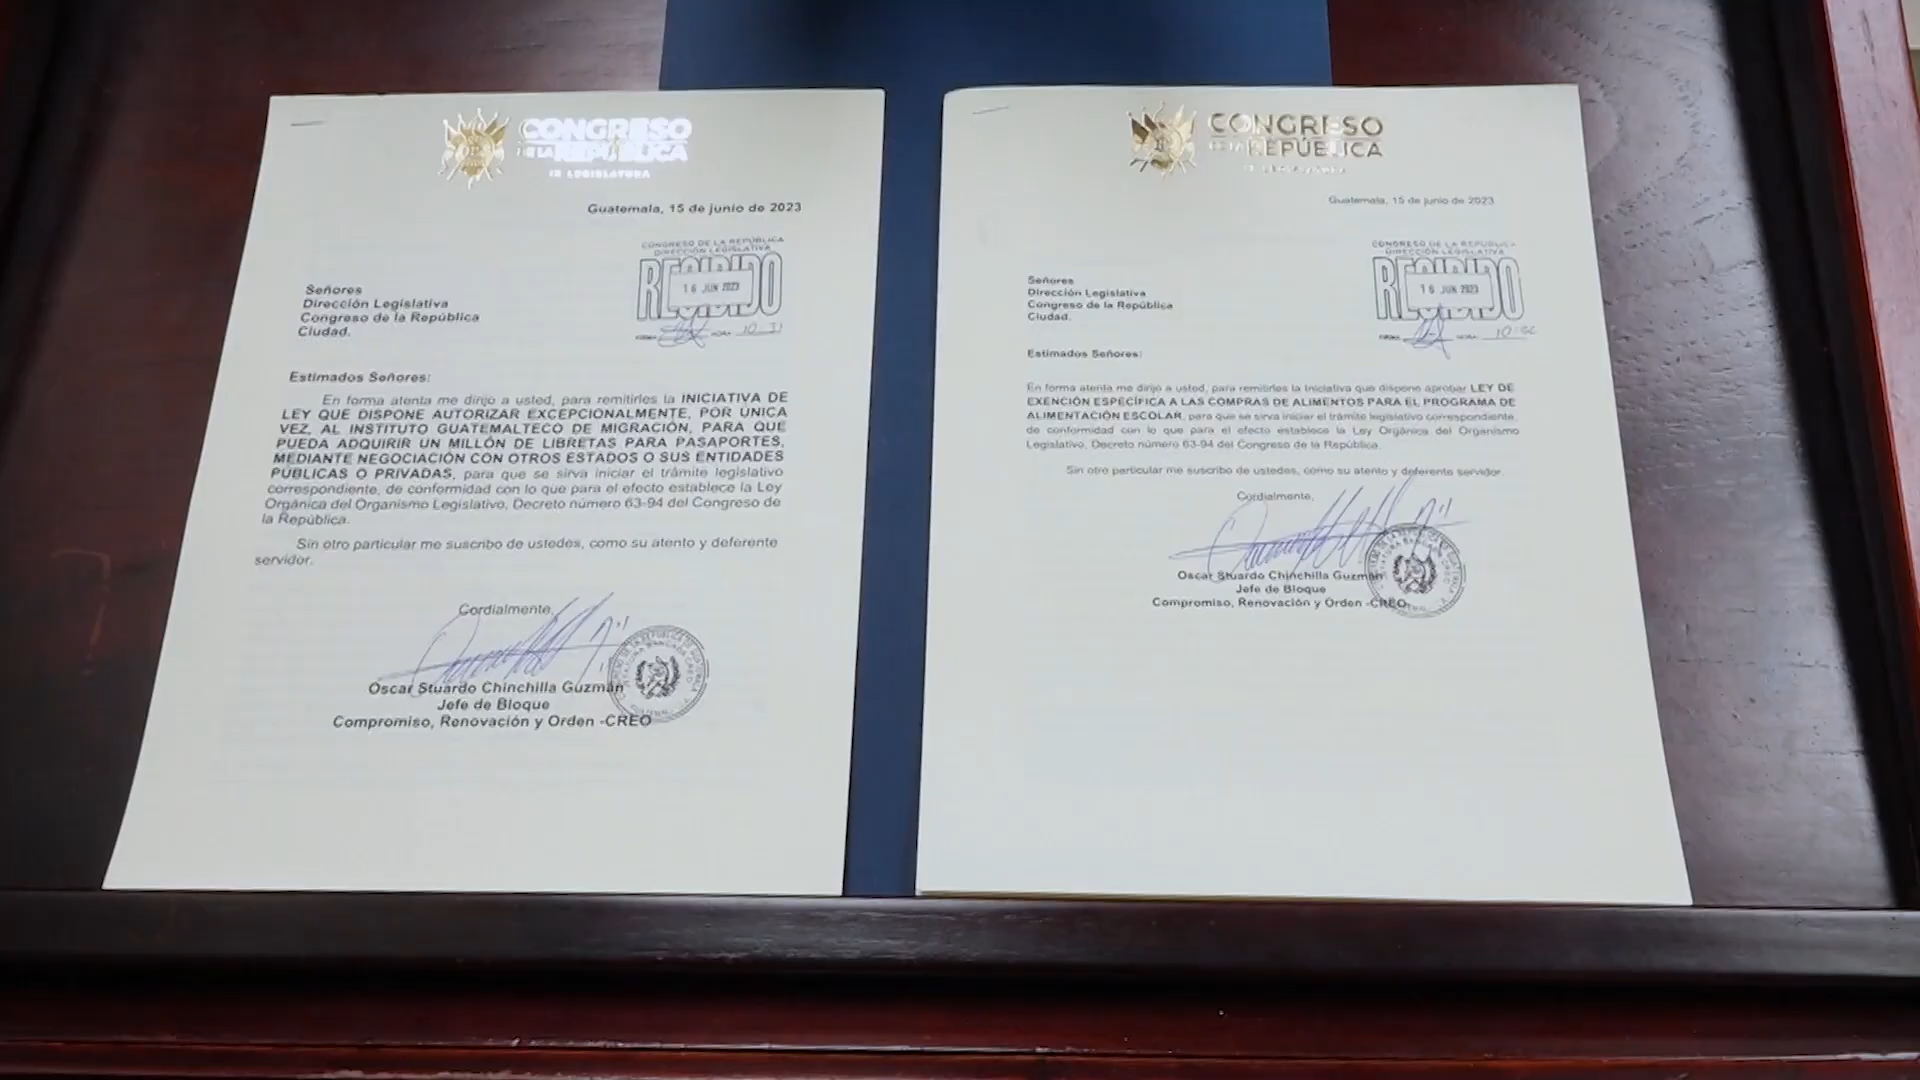 CONGRESO
DE LA REPÚBLICA
IX LEGISLATURA
Guatemala, 15 de junio de 2023
CONGRESO DE LA REPÚBLICA
DIRECCIÓN LEGISLATIVA
RECIBIDO
16 JUN 2023
Señores
Dirección Legislativa
Congreso de la República
Ciudad.
Estimados Señores:
En forma atenta me dirijo a usted, para remitirles la INICIATIVA DE
LEY QUE DISPONE AUTORIZAR EXCEPCIONALMENTE, POR ÚNICA
VEZ, AL INSTITUTO GUATEMALTECO DE MIGRACIÓN, PARA QUE
PUEDA ADQUIRIR UN MILLÓN DE LIBRETAS PARA PASAPORTES,
MEDIANTE NEGOCIACIÓN CON OTROS ESTADOS O SUS ENTIDADES
PÚBLICAS O PRIVADAS, para que se sirva iniciar el trámite legislativo
correspondiente, de conformidad con lo que para el efecto establece la Ley
Orgánica del Organismo Legislativo, Decreto número 63-94 del Congreso de
la República.
Sin otro particular me suscribo de ustedes, como su atento y deferente
servidor.
Cordialmente,
Oscar Stuardo Chinchilla Guzmán
Jefe de Bloque
Compromiso, Renovación y Orden -CREO
CONGRESO
DE LA REPÚBLICA
IX LEGISLATURA
Guatemala, 15 de junio de 2023
CONGRESO DE LA REPÚBLICA
DIRECCIÓN LEGISLATIVA
RECIBIDO
16 JUN 2023
Señores
Dirección Legislativa
Congreso de la República
Ciudad.
Estimados Señores:
En forma atenta me dirijo a usted, para remitirles la Iniciativa que dispone aprobar LEY DE
EXENCIÓN ESPECÍFICA A LAS COMPRAS DE ALIMENTOS PARA EL PROGRAMA DE
ALIMENTACIÓN ESCOLAR, para que se sirva iniciar el trámite legislativo correspondiente,
de conformidad con lo que para el efecto establece la Ley Orgánica del Organismo
Legislativo, Decreto número 63-94 del Congreso de la República.
Sin otro particular me suscribo de ustedes, como su atento y deferente servidor.
Cordialmente,
Oscar Stuardo Chinchilla Guzmán
Jefe de Bloque
Compromiso, Renovación y Orden -CREO